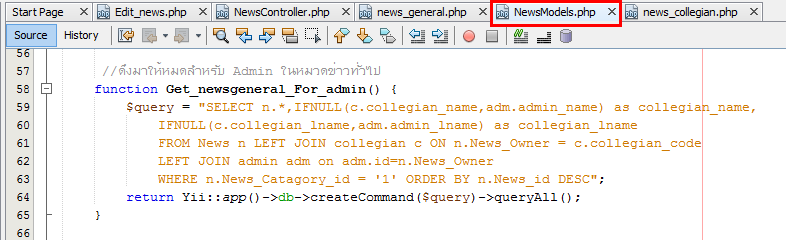 Start Page Edit_news.php NewsController.php news_general.php NewsModels.php news_collegian.php
Source History
56
57 //ดึงมาให้หมดสำหรับ Admin ในหมวดข่าวทั่วไป
58 function Get_newsgeneral_For_admin() {
59 $query = "SELECT n.*,IFNULL(c.collegian_name,adm.admin_name) as collegian_name,
60 IFNULL(c.collegian_lname,adm.admin_lname) as collegian_lname
61 FROM News n LEFT JOIN collegian c ON n.News_Owner = c.collegian_code
62 LEFT JOIN admin adm on adm.id=n.News_Owner
63 WHERE n.News_Catagory_id = '1' ORDER BY n.News_id DESC";
64 return Yii::app()->db->createCommand($query)->queryAll();
65 }